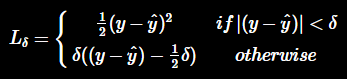 L_δ = { ½(y − ŷ)² if |(y − ŷ)| < δ
δ((y − ŷ) − ½δ) otherwise